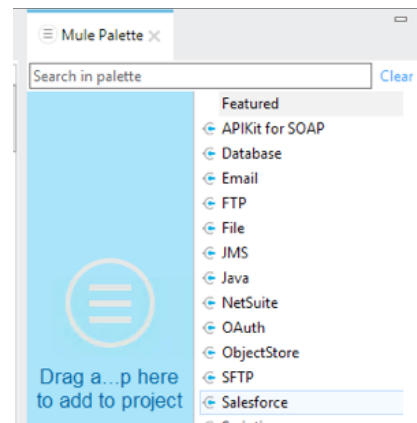 Mule Palette
Search in palette
Clear
Featured
APIKit for SOAP
Database
Email
FTP
File
JMS
Java
NetSuite
OAuth
ObjectStore
SFTP
Salesforce
Drag a...p here
to add to project